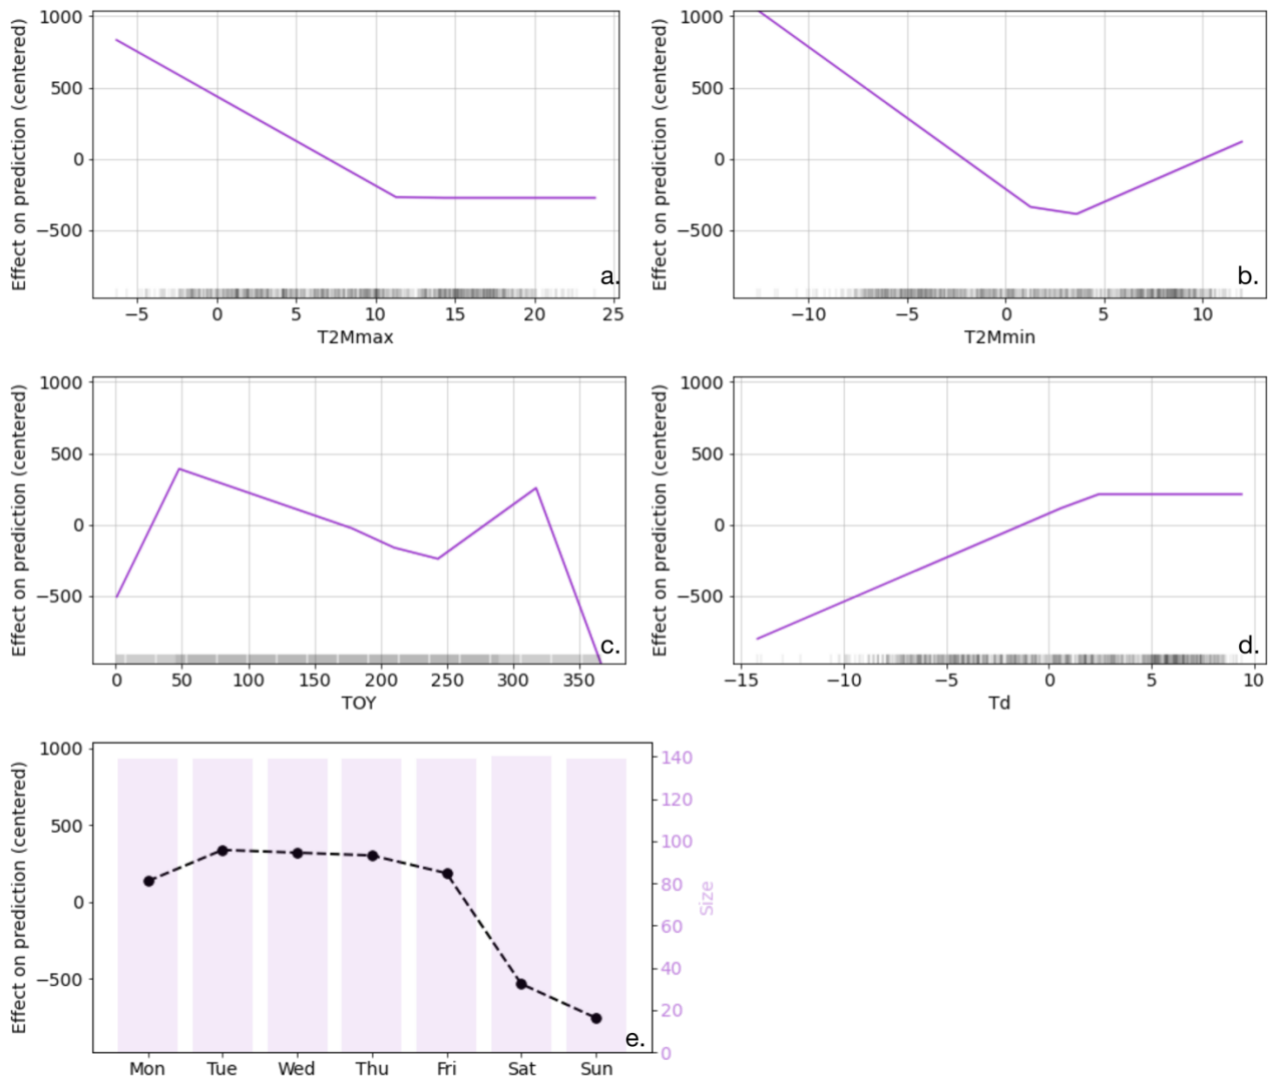 1000
500
0
−500
Effect on prediction (centered)
−5
0
5
10
15
20
25
T2Mmax
a.
1000
500
0
−500
Effect on prediction (centered)
−10
−5
0
5
10
T2Mmin
b.
1000
500
0
−500
Effect on prediction (centered)
0
50
100
150
200
250
300
350
TOY
c.
1000
500
0
−500
Effect on prediction (centered)
−15
−10
−5
0
5
10
Td
d.
1000
500
0
−500
Effect on prediction (centered)
140
120
100
80
60
40
20
0
Size
Mon
Tue
Wed
Thu
Fri
Sat
Sun
e.